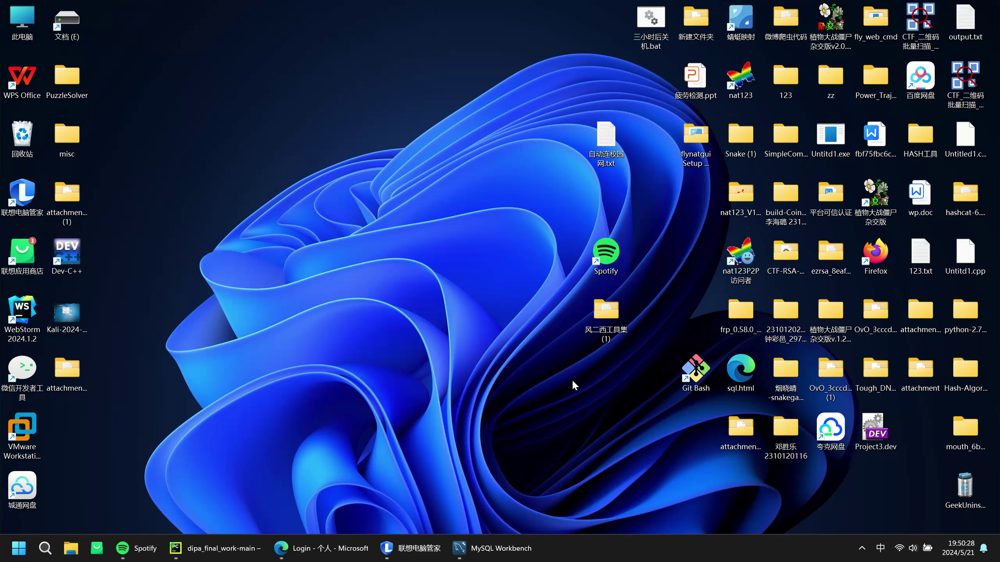 此电脑
文档 (E)
三小时后关
机.bat
新建文件夹
蜻蜓映射
微博爬虫代码
植物大战僵尸
杂交版v2.0....
fly_web_cmd
CTF_二维码
批量扫描_...
output.txt
WPS Office
PuzzleSolver
疲劳检测.ppt
nat123
123
zz
Power_Traj...
百度网盘
CTF_二维码
批量扫描_...
回收站
misc
自动连校园
网.txt
flynatgui
Setup ...
Snake (1)
SimpleCom...
Untitd1.exe
fbf75fbc6c...
HASH工具
Untitled1.c...
联想电脑管家
attachmen...
(1)
nat123_V1...
build-Coin...
李海璐 231...
平台可信认证
植物大战僵尸
杂交版
wp.doc
hashcat-6....
3
联想应用商店
DEV
C++
Dev-C++
Spotify
nat123P2P
访问者
CTF-RSA-...
ezrsa_8eaf...
Firefox
123.txt
Untitd1.cpp
WS
WebStorm
2024.1.2
Kali-2024-...
风二西工具集
(1)
frp_0.58.0_...
23101202...
钟彩邑_297...
植物大战僵尸
杂交版v.1.2...
OvO_3cccd...
attachmen...
python-2.7...
微信开发者工
具
attachmen...
Git Bash
sql.html
烟晓晴
-snakega...
OvO_3cccd...
(1)
Tough_DN...
attachment
Hash-Algor...
VMware
Workstati...
attachmen...
邓胜乐
2310120116
夸克网盘
DEV
Project3.dev
mouth_6b...
城通网盘
GeekUnins...
Spotify
PC
dipa_final_work-main –
Login - 个人 - Microsoft
联想电脑管家
MySQL Workbench
中
19:50:28
2024/5/21